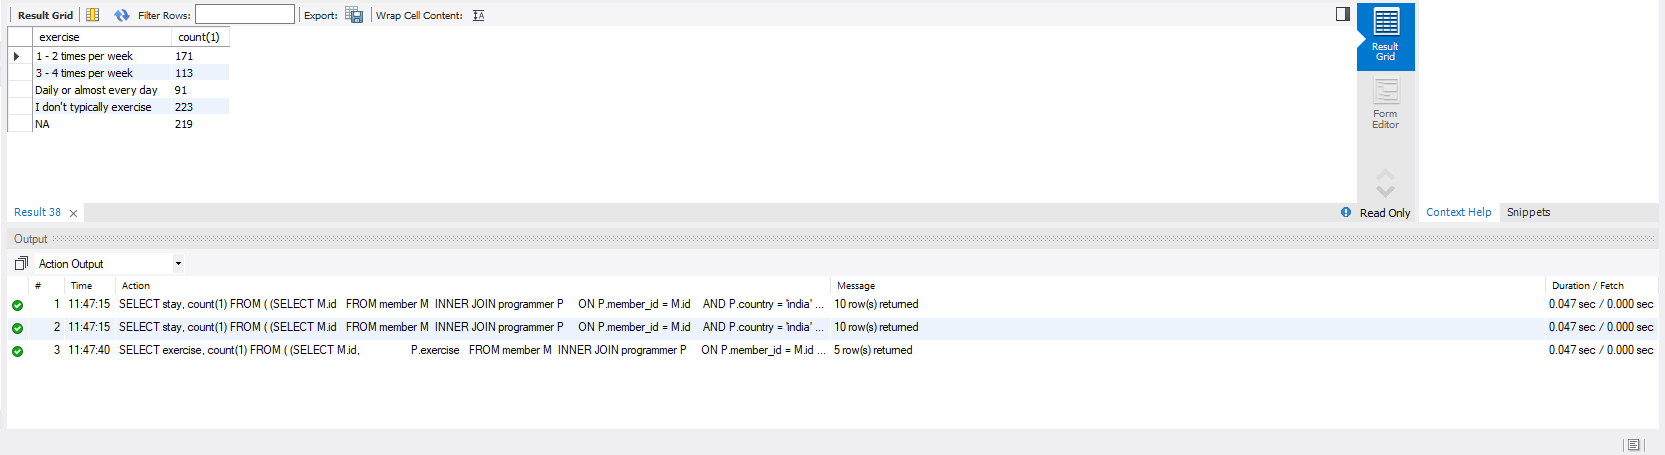 Result Grid Filter Rows: Export: Wrap Cell Content:
exercise count(1)
1 - 2 times per week 171
3 - 4 times per week 113
Daily or almost every day 91
I don't typically exercise 223
NA 219
Result
Grid
Form
Editor
Result 38 Read Only Context Help Snippets
Output
Action Output
# Time Action Message Duration / Fetch
1 11:47:15 SELECT stay, count(1) FROM ( (SELECT M.id FROM member M INNER JOIN programmer P ON P.member_id = M.id AND P.country = 'india' ... 10 row(s) returned 0.047 sec / 0.000 sec
2 11:47:15 SELECT stay, count(1) FROM ( (SELECT M.id FROM member M INNER JOIN programmer P ON P.member_id = M.id AND P.country = 'india' ... 10 row(s) returned 0.047 sec / 0.000 sec
3 11:47:40 SELECT exercise, count(1) FROM ( (SELECT M.id, P.exercise FROM member M INNER JOIN programmer P ON P.member_id = M.id ... 5 row(s) returned 0.047 sec / 0.000 sec